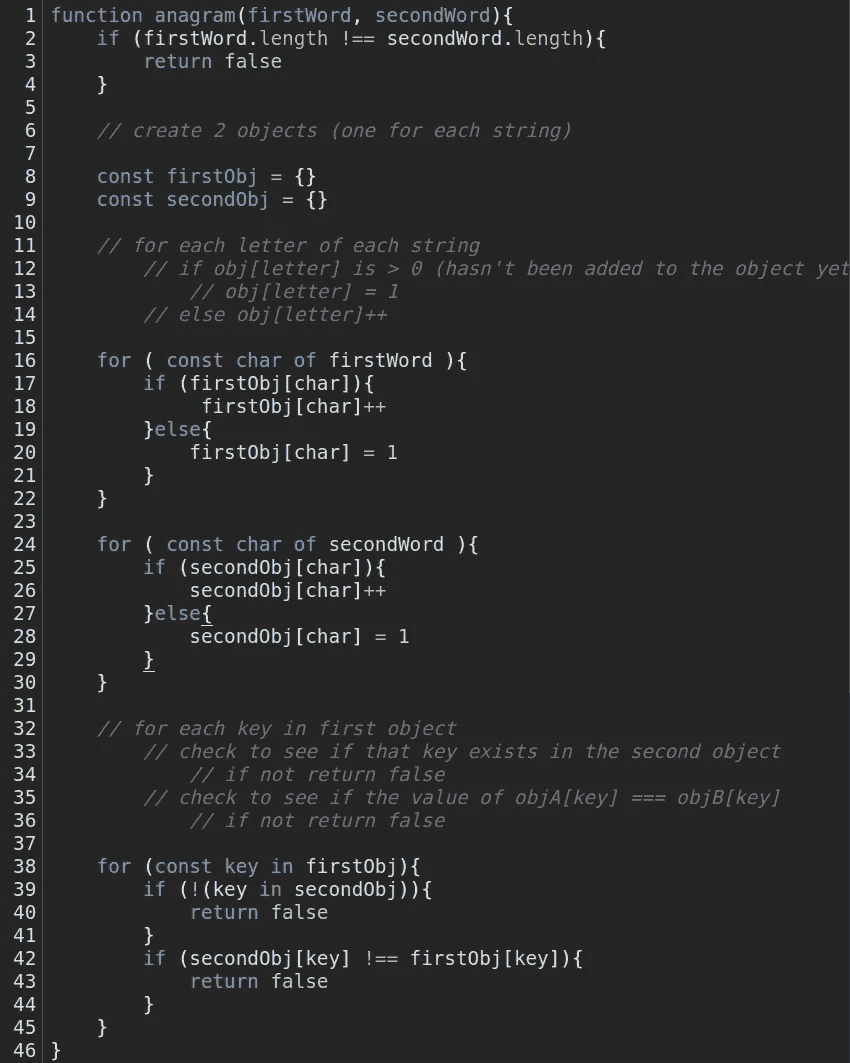 1 function anagram(firstWord, secondWord){
2     if (firstWord.length !== secondWord.length){
3         return false
4     }
5
6     // create 2 objects (one for each string)
7
8     const firstObj = {}
9     const secondObj = {}
10
11     // for each letter of each string
12         // if obj[letter] is > 0 (hasn't been added to the object yet
13             // obj[letter] = 1
14         // else obj[letter]++
15
16     for ( const char of firstWord ){
17         if (firstObj[char]){
18              firstObj[char]++
19         }else{
20             firstObj[char] = 1
21         }
22     }
23
24     for ( const char of secondWord ){
25         if (secondObj[char]){
26             secondObj[char]++
27         }else{
28             secondObj[char] = 1
29         }
30     }
31
32     // for each key in first object
33         // check to see if that key exists in the second object
34             // if not return false
35         // check to see if the value of objA[key] === objB[key]
36             // if not return false
37
38     for (const key in firstObj){
39         if (!(key in secondObj)){
40             return false
41         }
42         if (secondObj[key] !== firstObj[key]){
43             return false
44         }
45     }
46 }